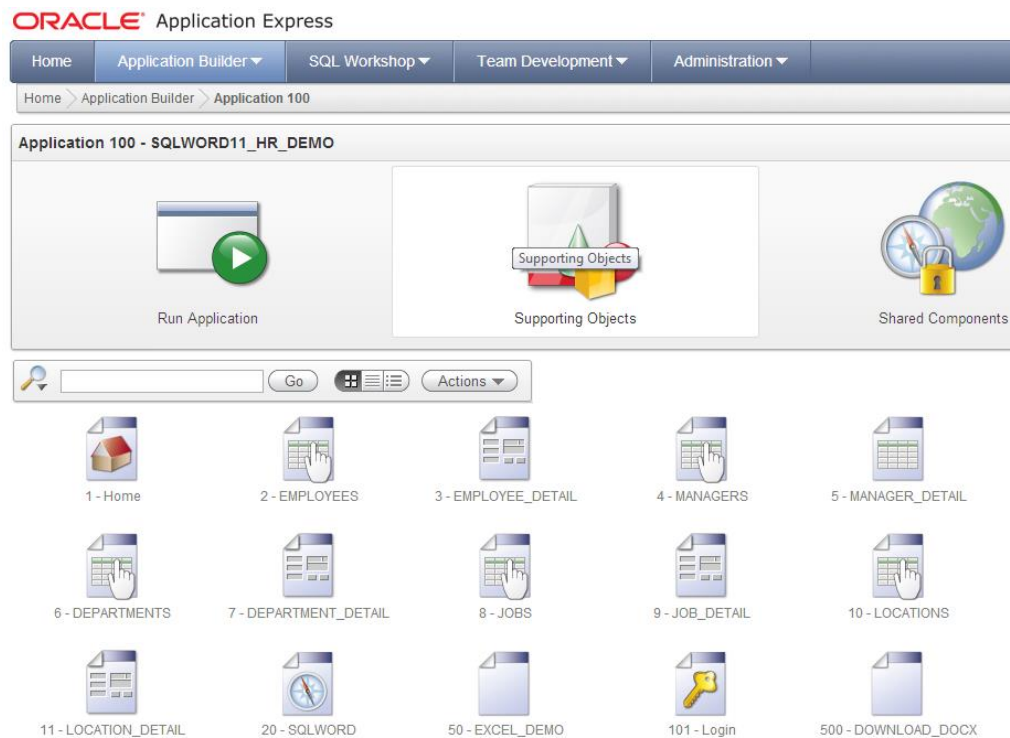 ORACLE Application Express
Home Application Builder SQL Workshop Team Development Administration
Home Application Builder Application 100
Application 100 - SQLWORD11_HR_DEMO
Supporting Objects
Run Application Supporting Objects Shared Components
Go Actions
1 - Home 2 - EMPLOYEES 3 - EMPLOYEE_DETAIL 4 - MANAGERS 5 - MANAGER_DETAIL
6 - DEPARTMENTS 7 - DEPARTMENT_DETAIL 8 - JOBS 9 - JOB_DETAIL 10 - LOCATIONS
11 - LOCATION_DETAIL 20 - SQLWORD 50 - EXCEL_DEMO 101 - Login 500 - DOWNLOAD_DOCX